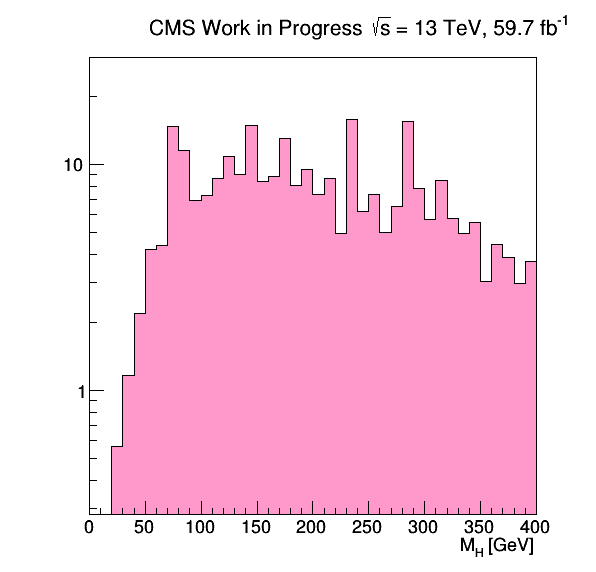 CMS Work in Progress √s = 13 TeV, 59.7 fb⁻¹
10
1
0 50 100 150 200 250 300 350 400
M_H [GeV]